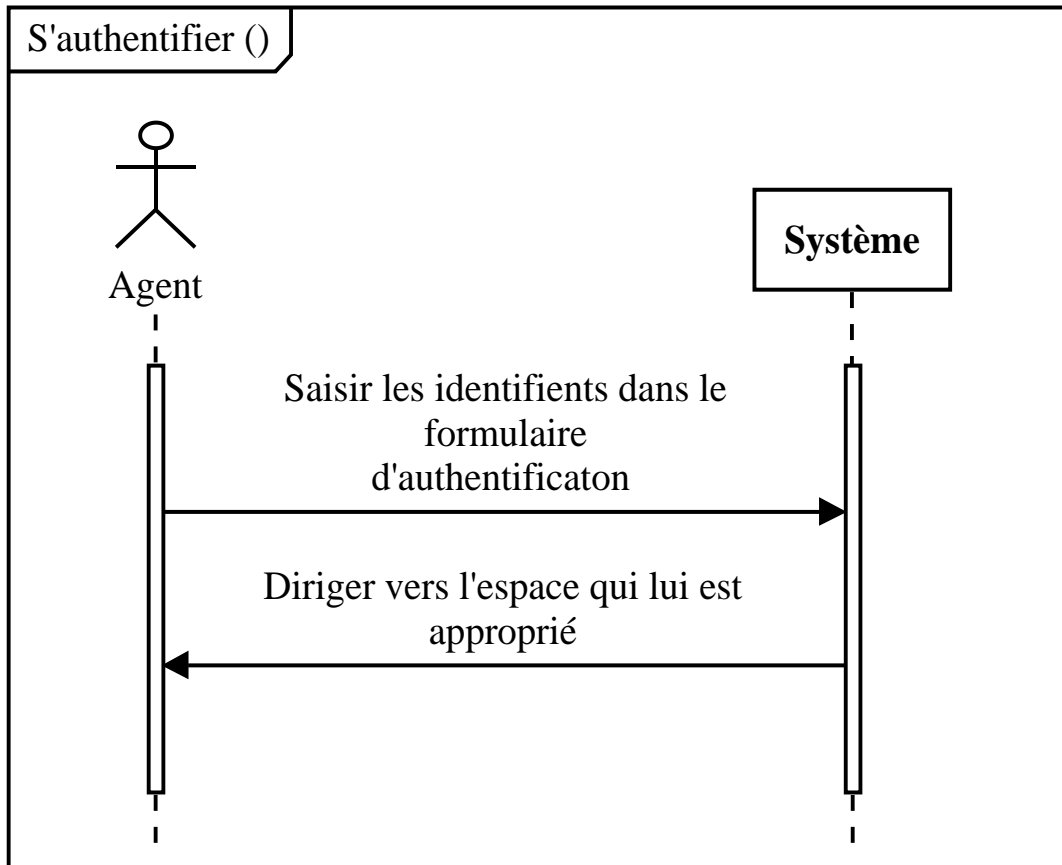 S'authentifier ()
Agent
Système
Saisir les identifients dans le
formulaire
d'authentificaton
Diriger vers l'espace qui lui est
approprié